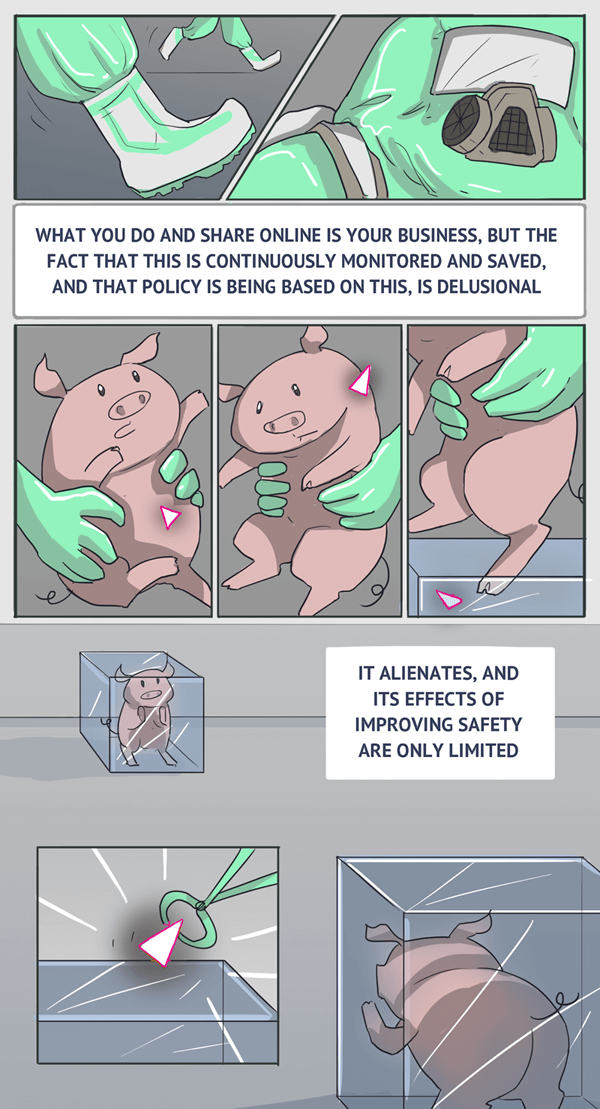 WHAT YOU DO AND SHARE ONLINE IS YOUR BUSINESS, BUT THE
FACT THAT THIS IS CONTINUOUSLY MONITORED AND SAVED,
AND THAT POLICY IS BEING BASED ON THIS, IS DELUSIONAL
IT ALIENATES, AND
ITS EFFECTS OF
IMPROVING SAFETY
ARE ONLY LIMITED